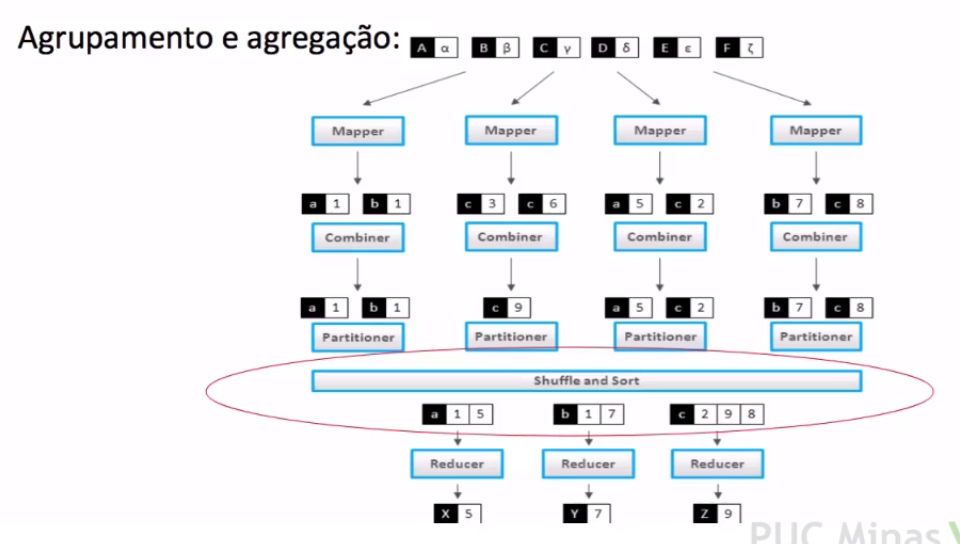 Agrupamento e agregação: A α B β C γ D δ E ε F ζ
Mapper Mapper Mapper Mapper
a 1 b 1 c 3 c 6 a 5 c 2 b 7 c 8
Combiner Combiner Combiner Combiner
a 1 b 1 c 9 a 5 c 2 b 7 c 8
Partitioner Partitioner Partitioner Partitioner
Shuffle and Sort
a 1 5 b 1 7 c 2 9 8
Reducer Reducer Reducer
X 5 Y 7 Z 9
PUC Minas